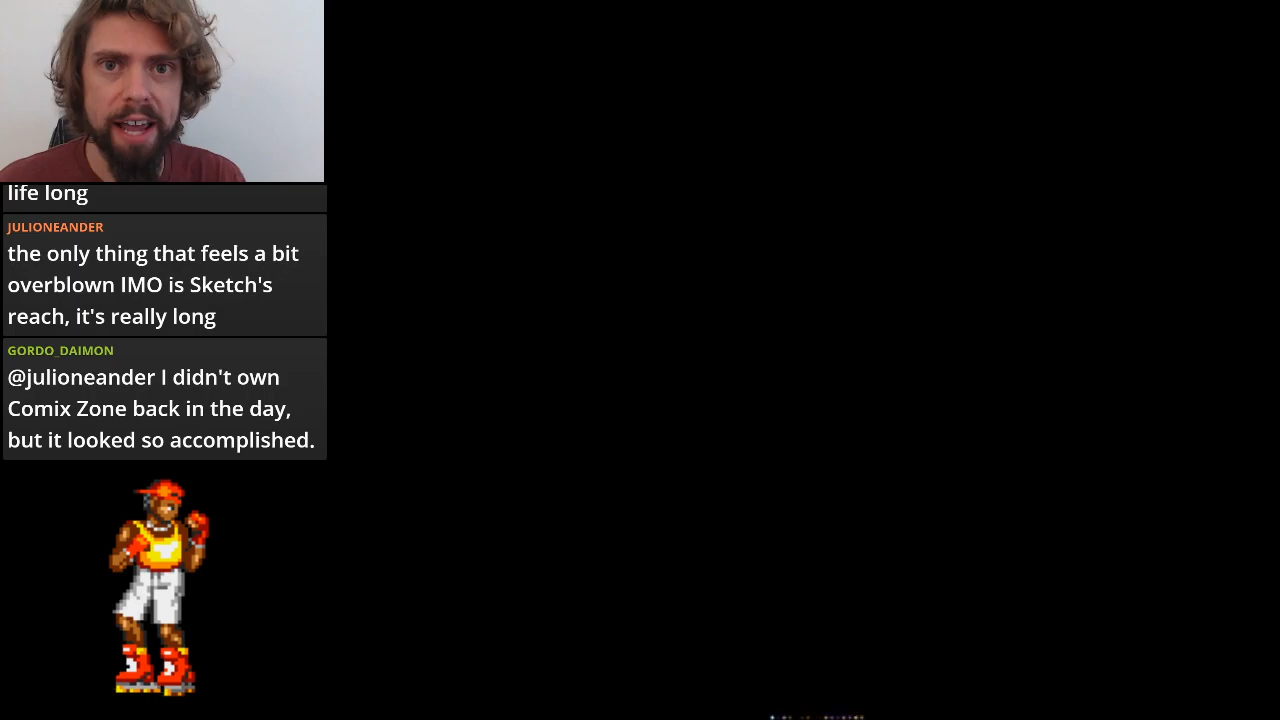 life long
JULIONEANDER
the only thing that feels a bit
overblown IMO is Sketch's
reach, it's really long
GORDO_DAIMON
@julioneander I didn't own
Comix Zone back in the day,
but it looked so accomplished.